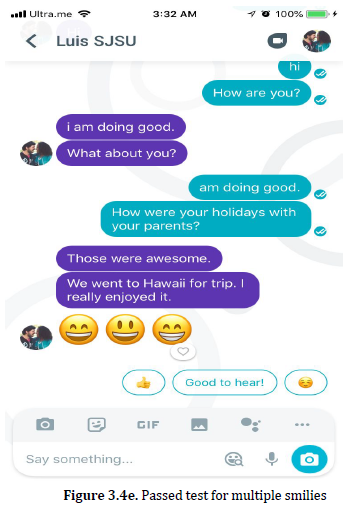 Ultra.me 3:32 AM 100%
Luis SJSU
hi
How are you?
i am doing good.
What about you?
am doing good.
How were your holidays with
your parents?
Those were awesome.
We went to Hawaii for trip. I
really enjoyed it.
Good to hear!
GIF
Say something...
Figure 3.4e. Passed test for multiple smilies